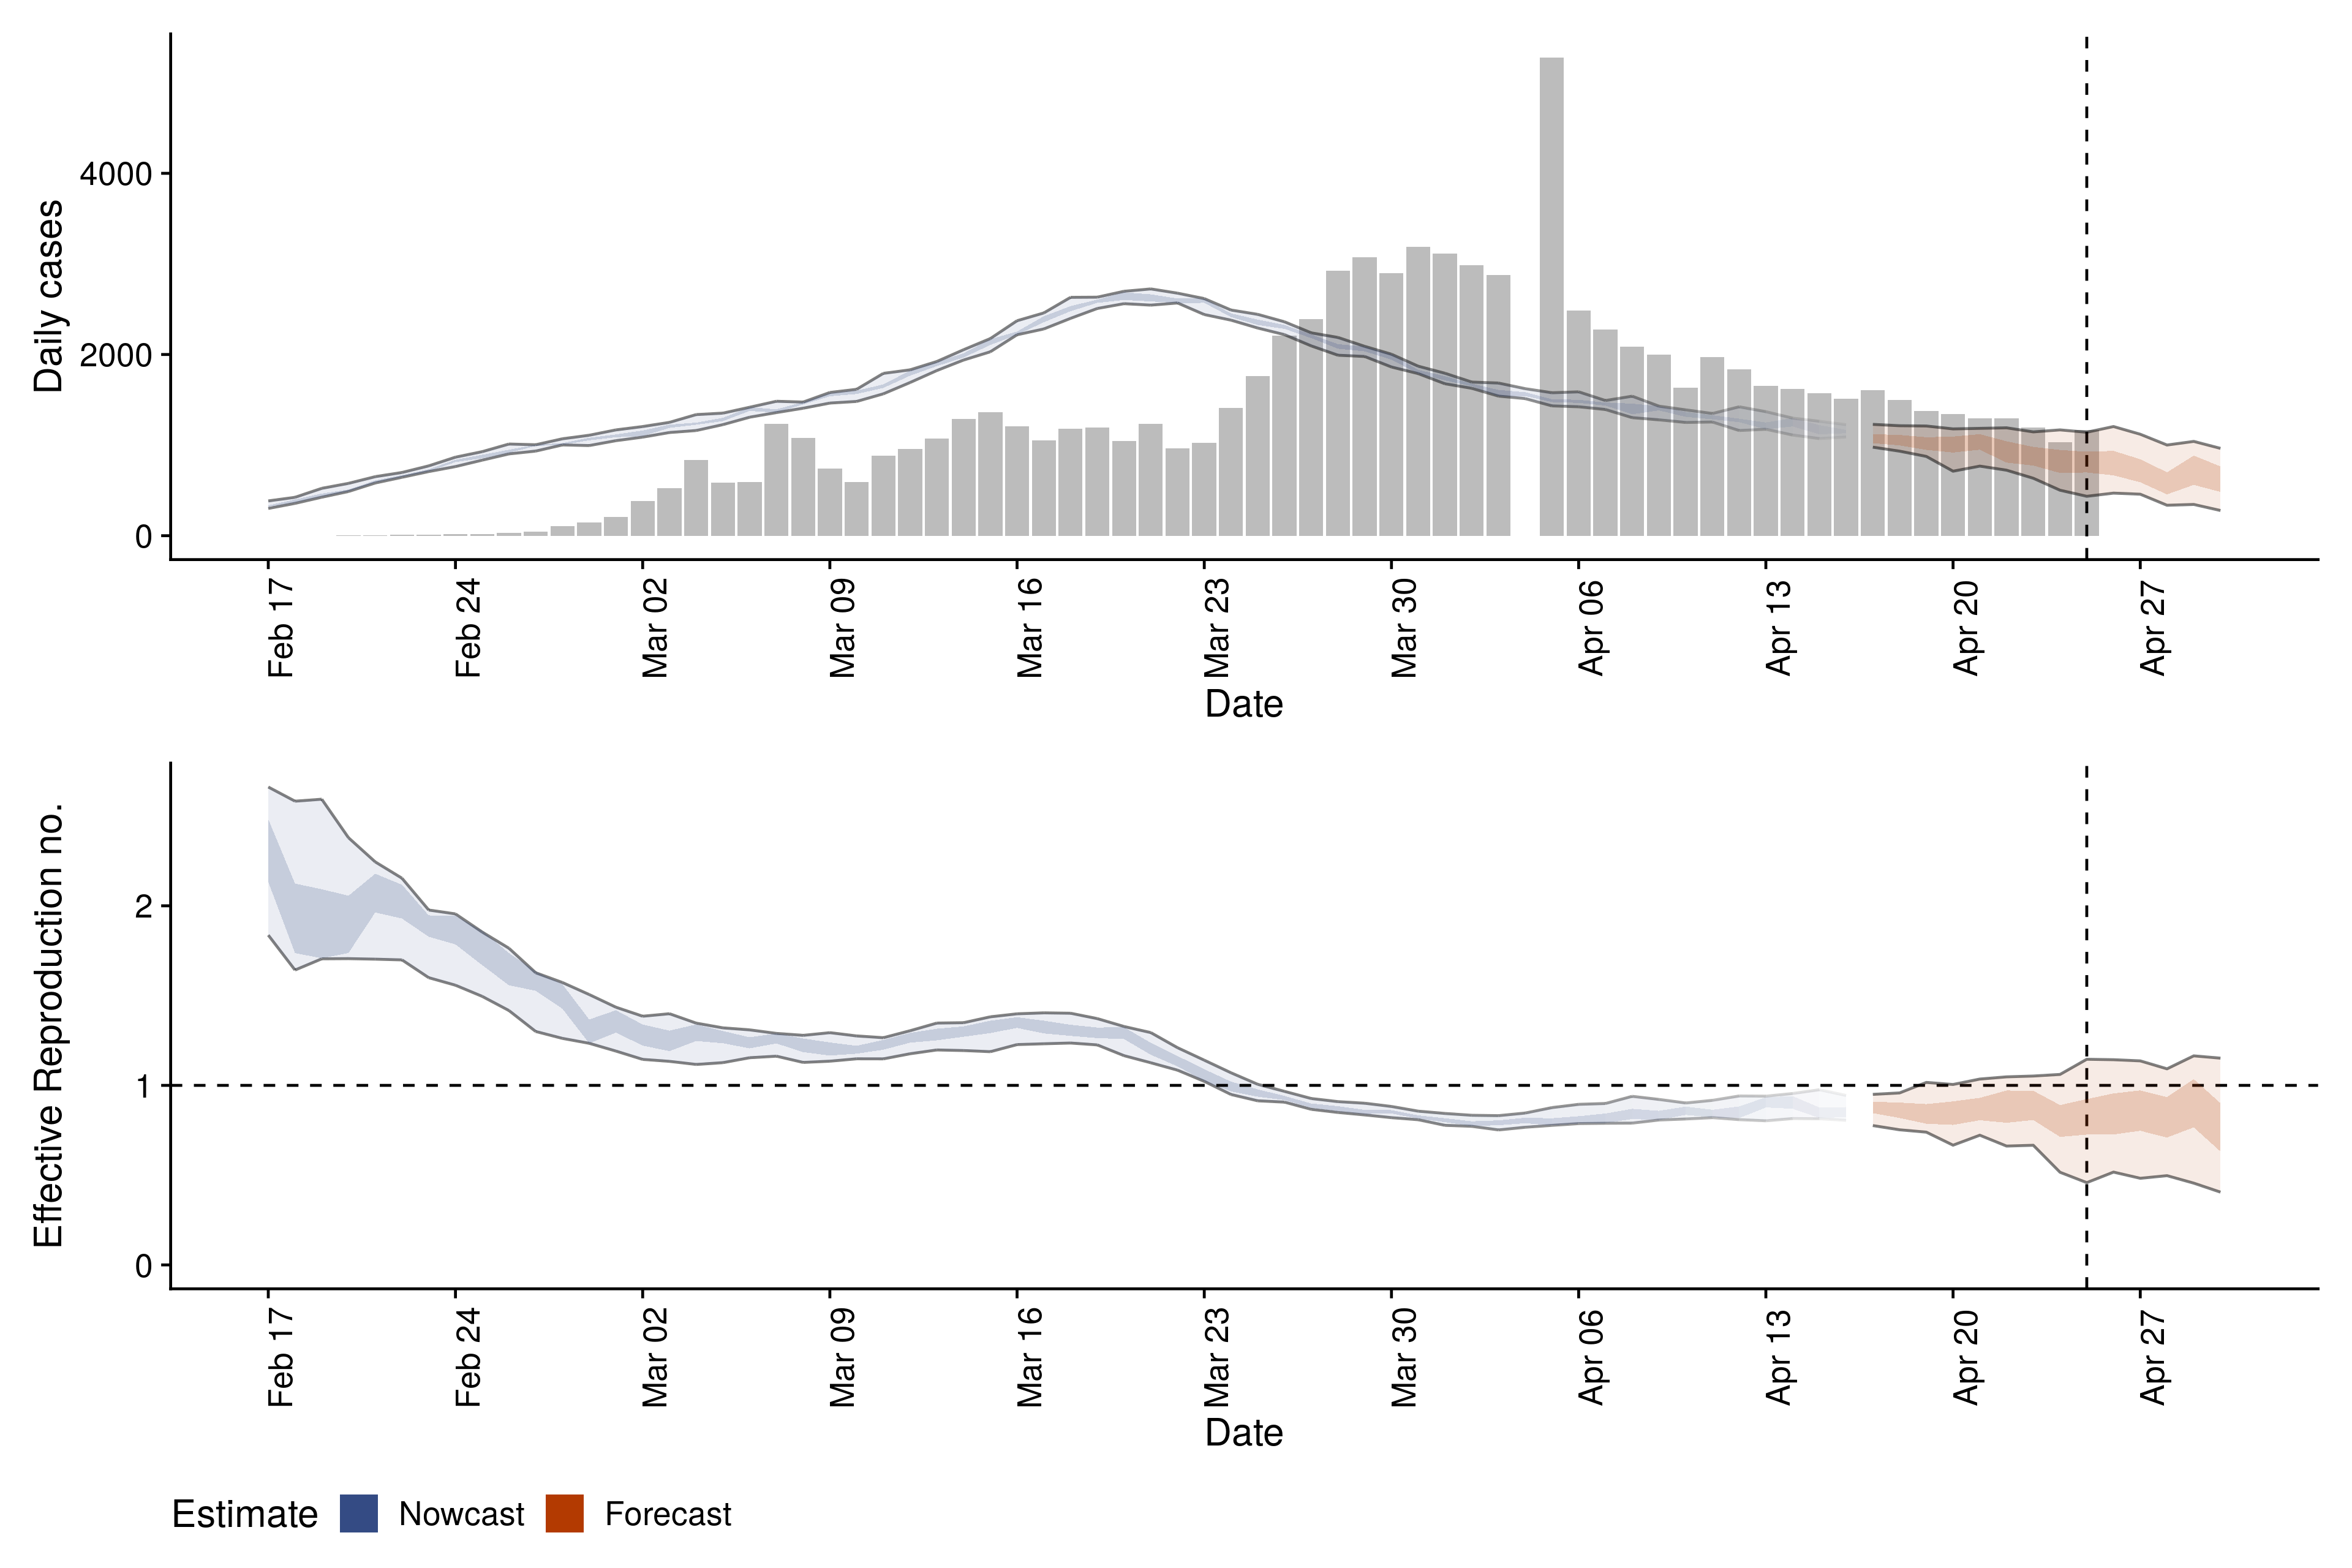 Daily cases
4000
2000
0
Feb 17
Feb 24
Mar 02
Mar 09
Mar 16
Mar 23
Mar 30
Apr 06
Apr 13
Apr 20
Apr 27
Date
Effective Reproduction no.
2
1
0
Feb 17
Feb 24
Mar 02
Mar 09
Mar 16
Mar 23
Mar 30
Apr 06
Apr 13
Apr 20
Apr 27
Date
Estimate Nowcast Forecast